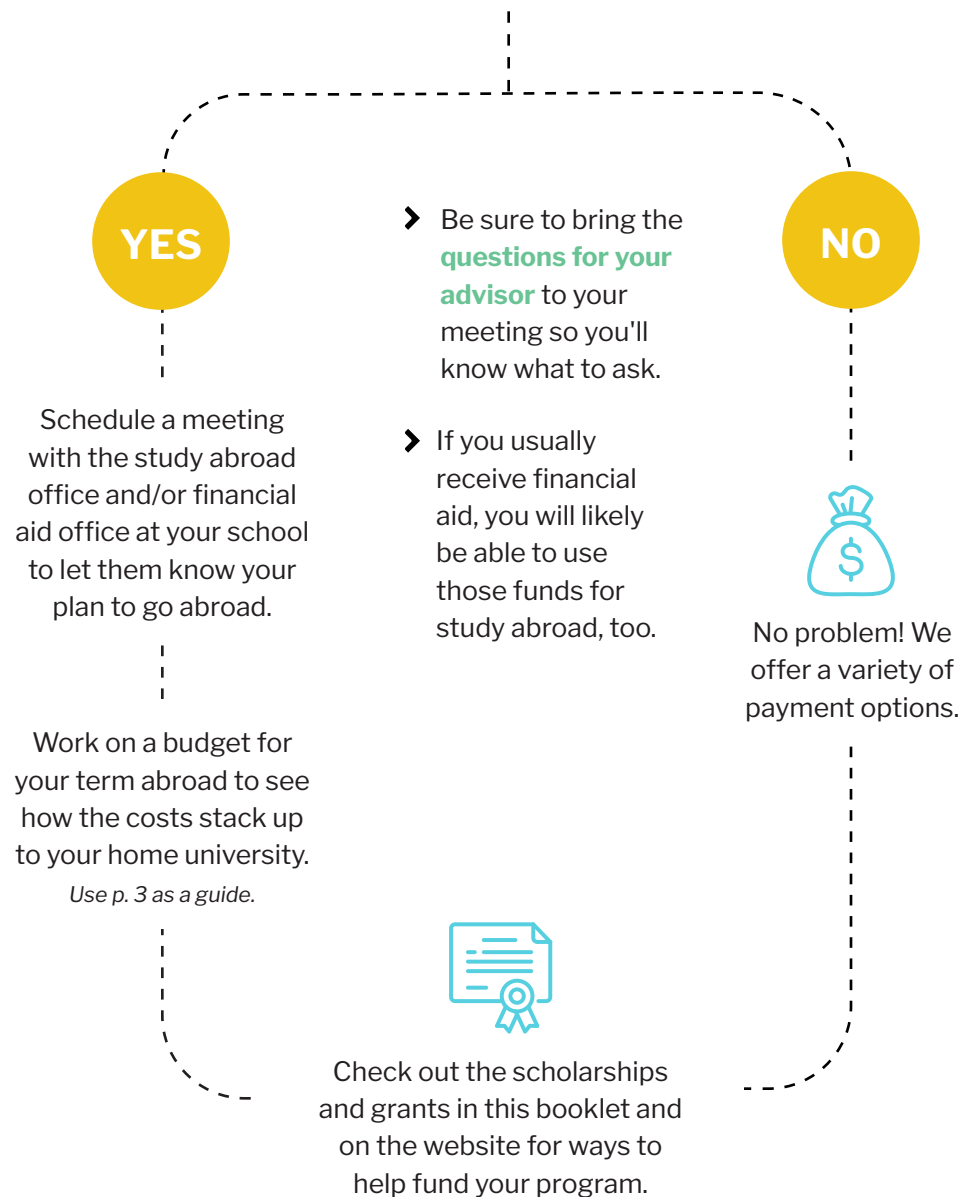 YES
Schedule a meeting
with the study abroad
office and/or financial
aid office at your school
to let them know your
plan to go abroad.
Work on a budget for
your term abroad to see
how the costs stack up
to your home university.
Use p. 3 as a guide.
Be sure to bring the
questions for your
advisor to your
meeting so you'll
know what to ask.
If you usually
receive financial
aid, you will likely
be able to use
those funds for
study abroad, too.
NO
$
No problem! We
offer a variety of
payment options.
Check out the scholarships
and grants in this booklet and
on the website for ways to
help fund your program.